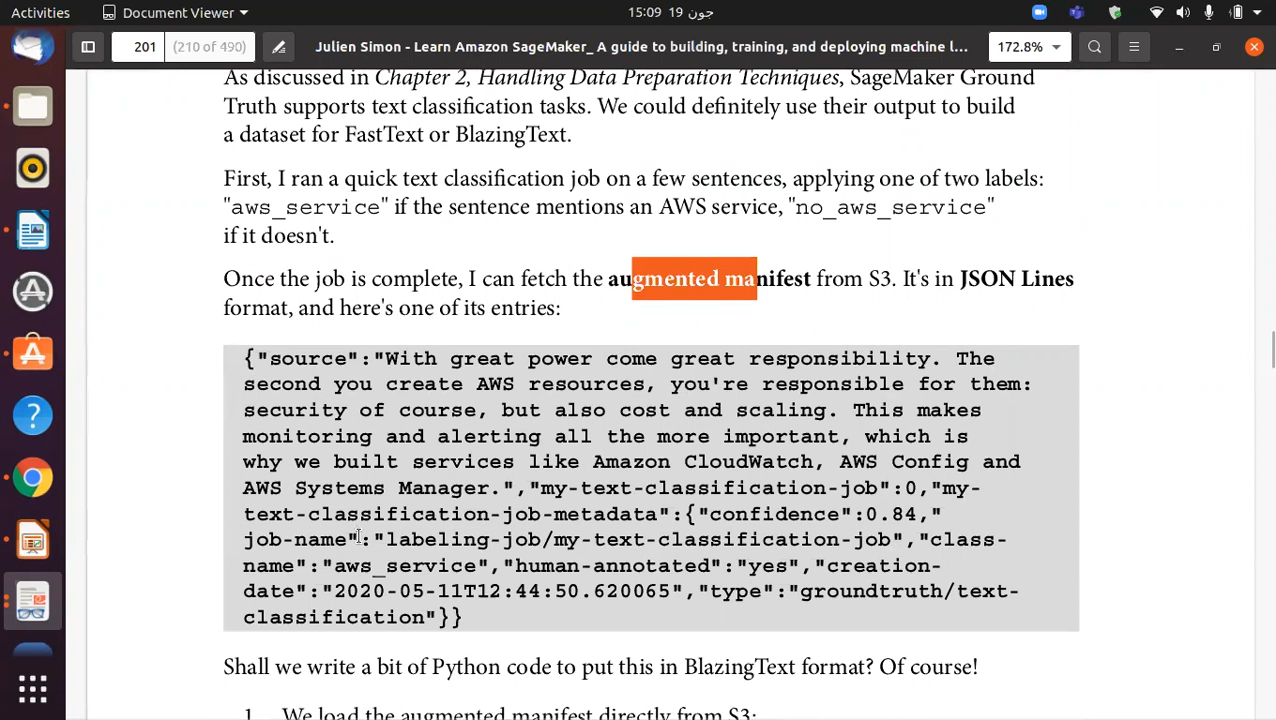 Activities
Document Viewer
15:09 19 جون
201
(210 of 490)
Julien Simon - Learn Amazon SageMaker_ A guide to building, training, and deploying machine l...
172.8%
As discussed in Chapter 2, Handling Data Preparation Techniques, SageMaker Ground
Truth supports text classification tasks. We could definitely use their output to build
a dataset for FastText or BlazingText.
First, I ran a quick text classification job on a few sentences, applying one of two labels:
"aws_service" if the sentence mentions an AWS service, "no_aws_service"
if it doesn't.
Once the job is complete, I can fetch the augmented manifest from S3. It's in JSON Lines
format, and here's one of its entries:
{"source":"With great power come great responsibility. The
second you create AWS resources, you're responsible for them:
security of course, but also cost and scaling. This makes
monitoring and alerting all the more important, which is
why we built services like Amazon CloudWatch, AWS Config and
AWS Systems Manager.","my-text-classification-job":0,"my-
text-classification-job-metadata":{"confidence":0.84,"
job-name":"labeling-job/my-text-classification-job","class-
name":"aws_service","human-annotated":"yes","creation-
date":"2020-05-11T12:44:50.620065","type":"groundtruth/text-
classification"}}
Shall we write a bit of Python code to put this in BlazingText format? Of course!
1. We load the augmented manifest directly from S3: